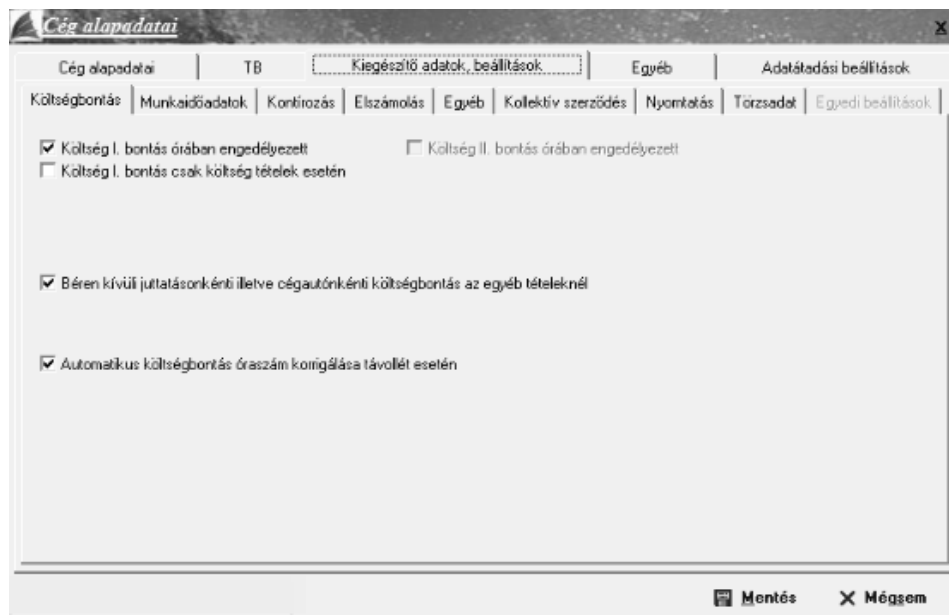 Cég alapadatai
x
Cég alapadatai TB Kiegészítő adatok, beállítások Egyéb Adatátadási beállítások
Költségbontás Munkaidőadatok Kontírozás Elszámolás Egyéb Kollektív szerződés Nyomtatás Törzsadat Egyedi beállítások
Költség I. bontás órában engedélyezett Költség II. bontás órában engedélyezett
Költség I. bontás csak költség tételek esetén
Béren kívüli juttatásonkénti illetve cégautónkénti költségbontás az egyéb tételeknél
Automatikus költségbontás óraszám korrigálása távollét esetén
Mentés Mégsem